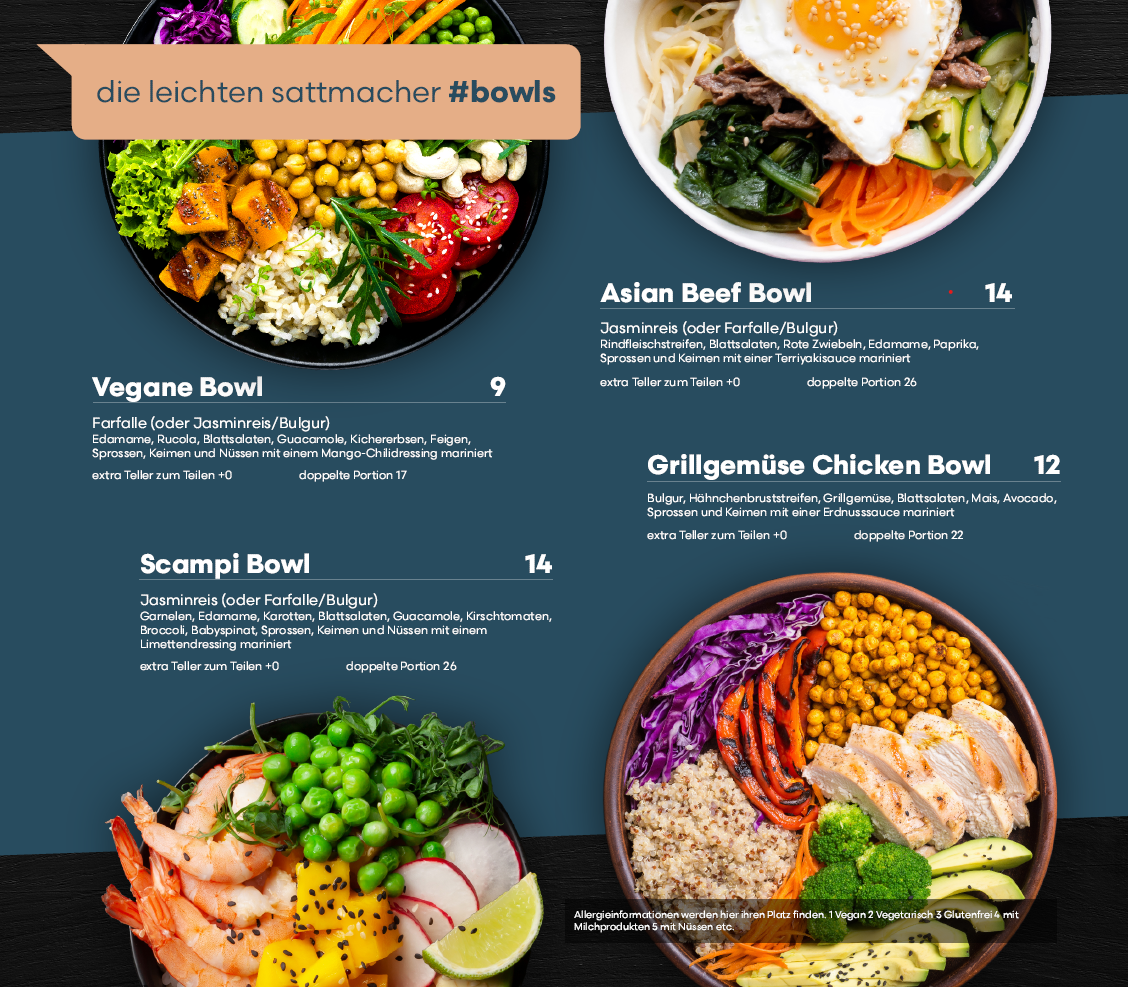 die leichten sattmacher #bowls
Vegane Bowl 9
Farfalle (oder Jasminreis/Bulgur)
Edamame, Rucola, Blattsalaten, Guacamole, Kichererbsen, Feigen,
Sprossen, Keimen und Nüssen mit einem Mango-Chilidressing mariniert
extra Teller zum Teilen +0 doppelte Portion 17
Scampi Bowl 14
Jasminreis (oder Farfalle/Bulgur)
Garnelen, Edamame, Karotten, Blattsalaten, Guacamole, Kirschtomaten,
Broccoli, Babyspinat, Sprossen, Keimen und Nüssen mit einem
Limettendressing mariniert
extra Teller zum Teilen +0 doppelte Portion 26
Asian Beef Bowl 14
Jasminreis (oder Farfalle/Bulgur)
Rindfleischstreifen, Blattsalaten, Rote Zwiebeln, Edamame, Paprika,
Sprossen und Keimen mit einer Terriyakisauce mariniert
extra Teller zum Teilen +0 doppelte Portion 26
Grillgemüse Chicken Bowl 12
Bulgur, Hähnchenbruststreifen, Grillgemüse, Blattsalaten, Mais, Avocado,
Sprossen und Keimen mit einer Erdnusssauce mariniert
extra Teller zum Teilen +0 doppelte Portion 22
Allergieinformationen werden hier ihren Platz finden. 1 Vegan 2 Vegetarisch 3 Glutenfrei 4 mit
Milchprodukten 5 mit Nüssen etc.